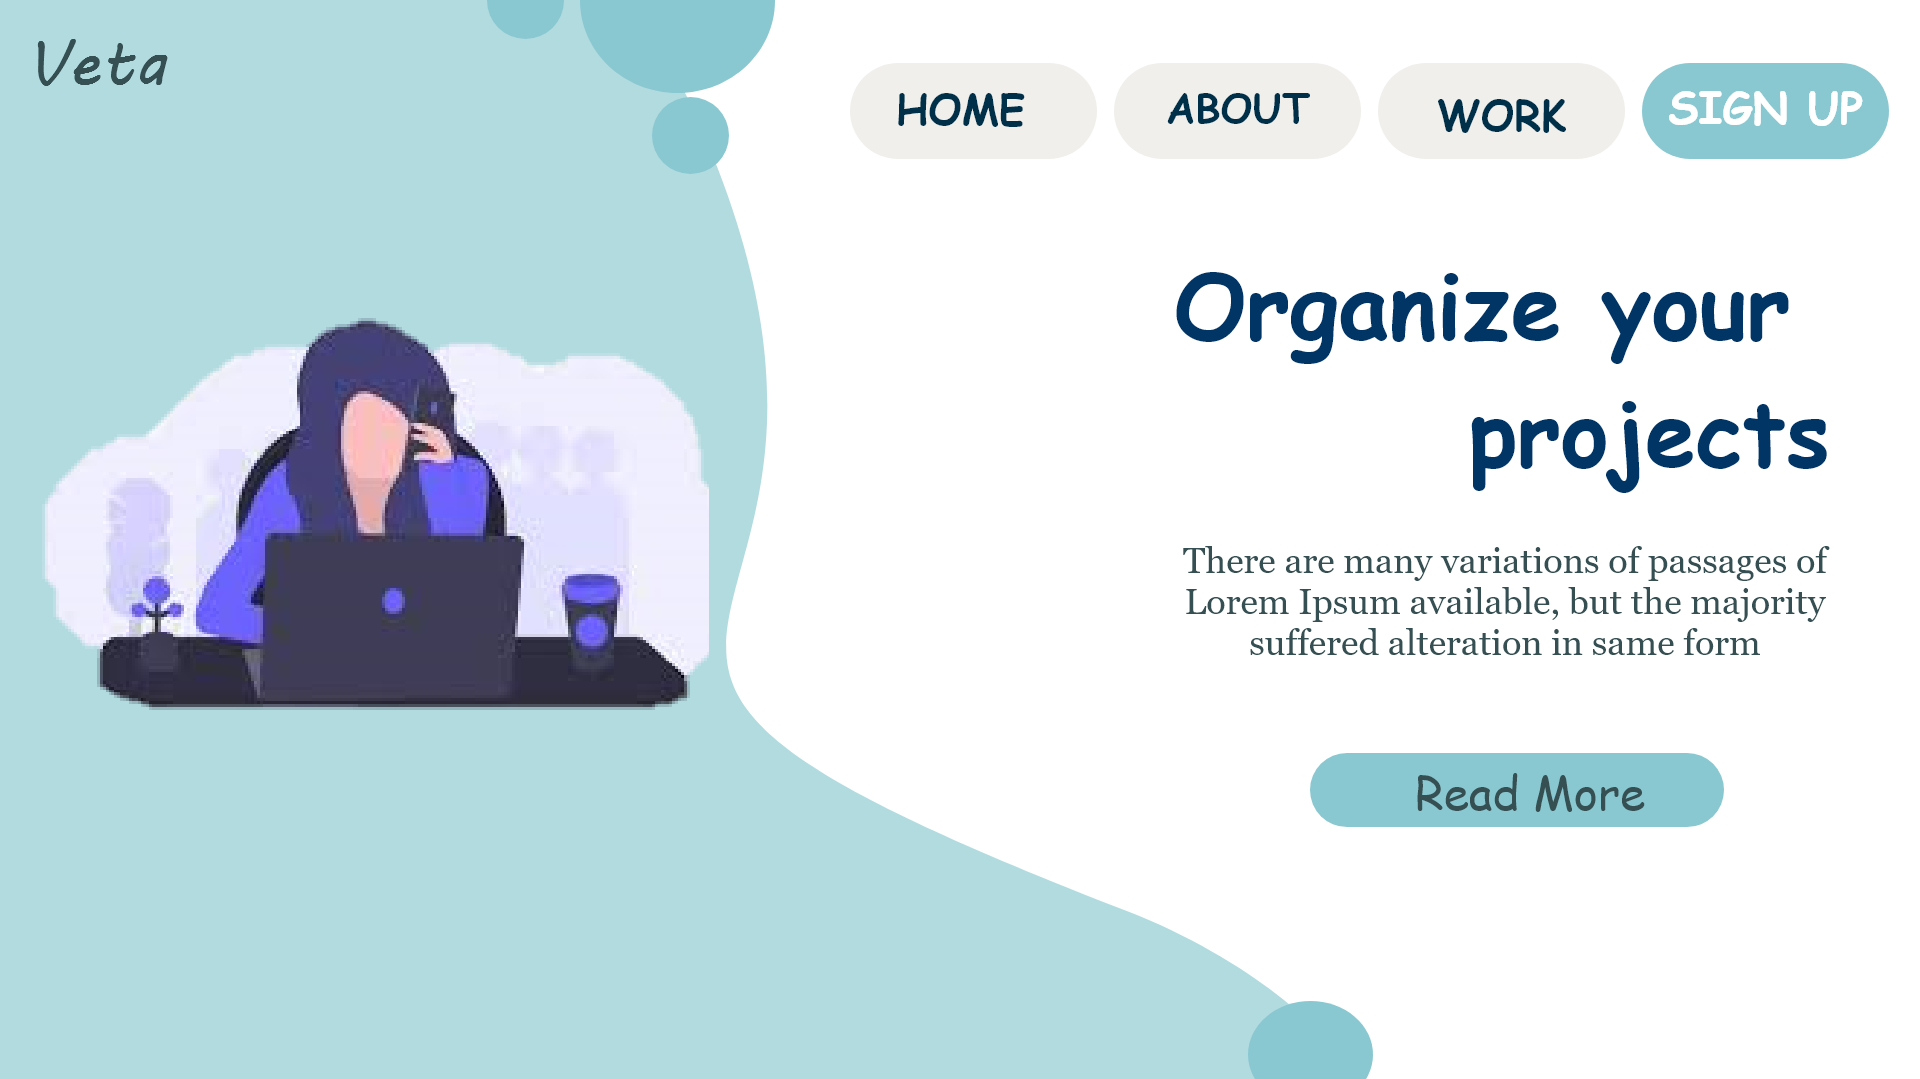 Veta
HOME
ABOUT
WORK
SIGN UP
Organize your
projects
There are many variations of passages of
Lorem Ipsum available, but the majority
suffered alteration in same form
Read More